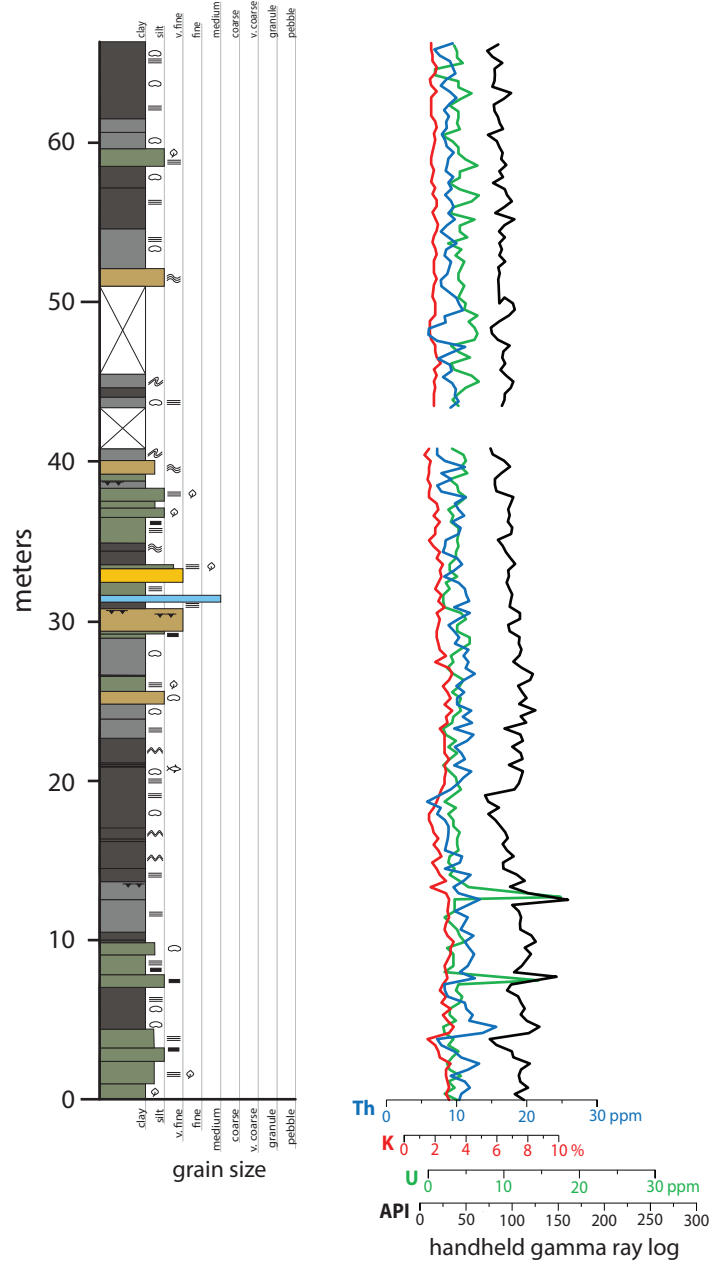 clay
silt
v. fine
fine
medium
coarse
v. coarse
granule
pebble
60
50
40
30
20
10
0
meters
clay
silt
v. fine
fine
medium
coarse
v. coarse
granule
pebble
grain size
Th 0 10 20 30 ppm
K 0 2 4 6 8 10 %
U 0 10 20 30 ppm
API 0 50 100 150 200 250 300
handheld gamma ray log